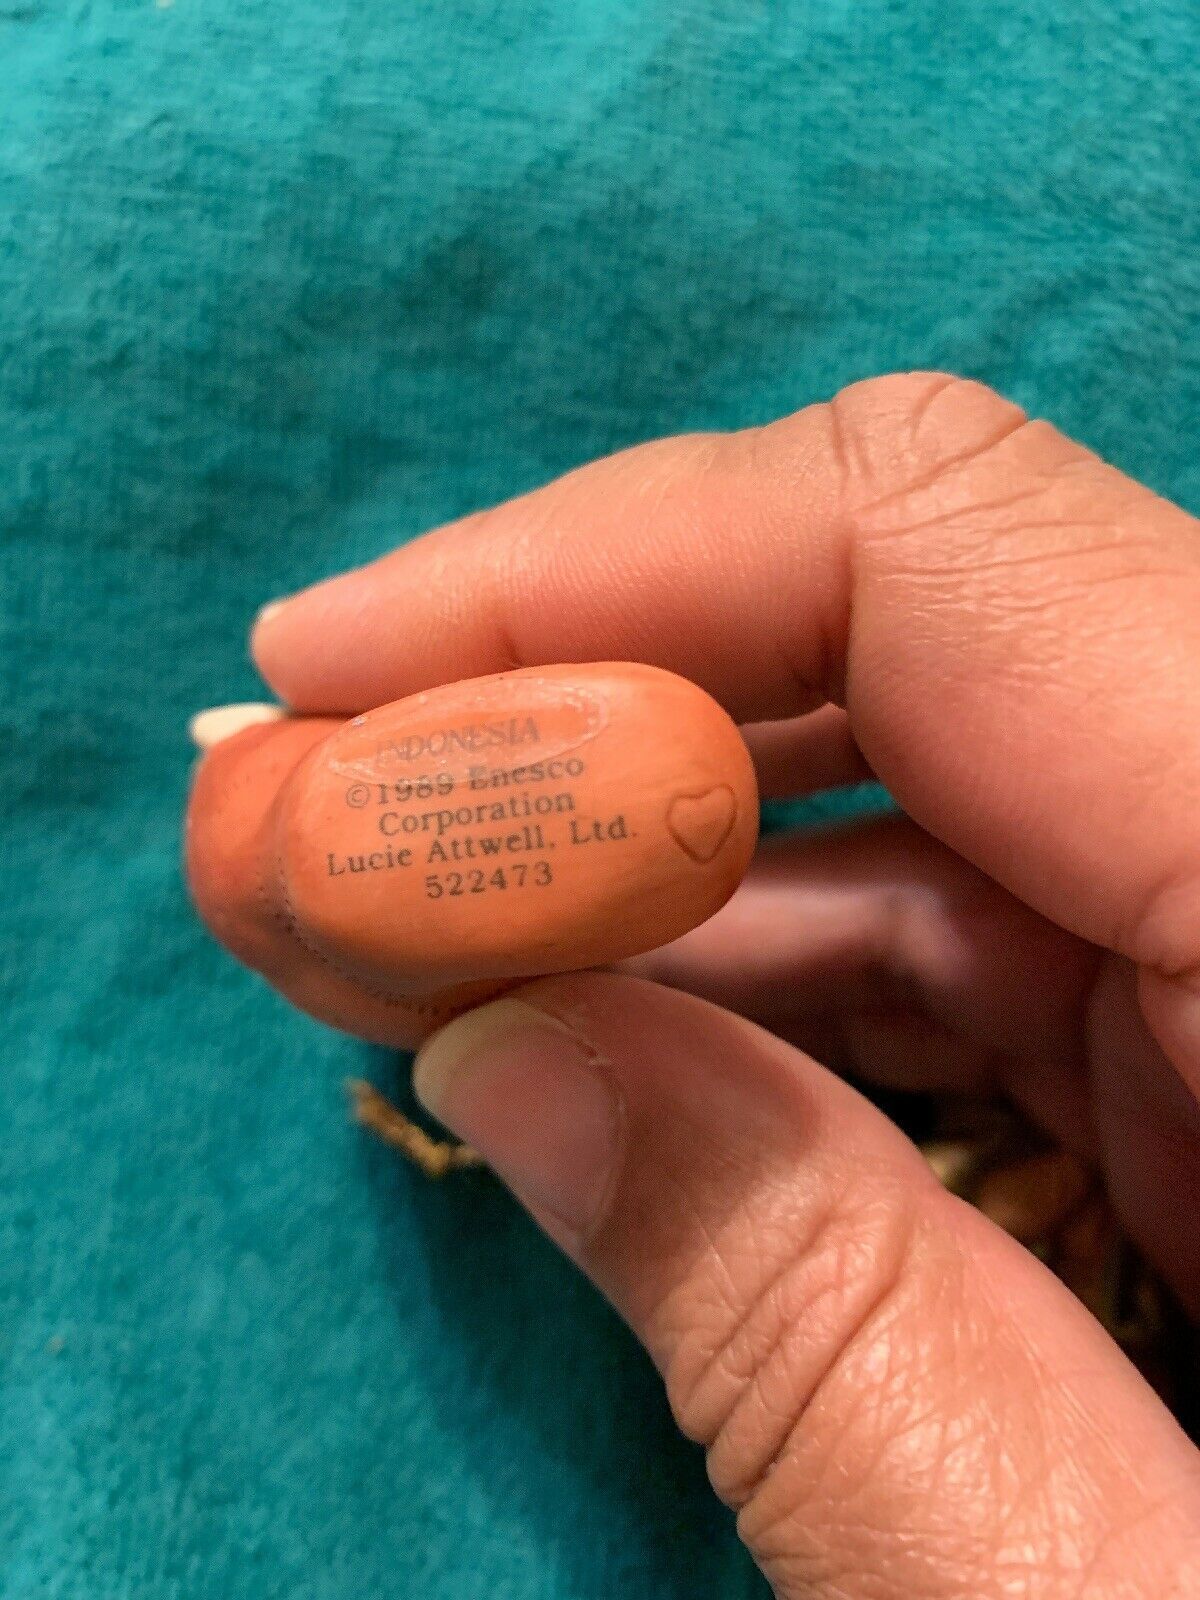 INDONESIA
©1989 Enesco
Corporation
Lucie Attwell, Ltd.
522473